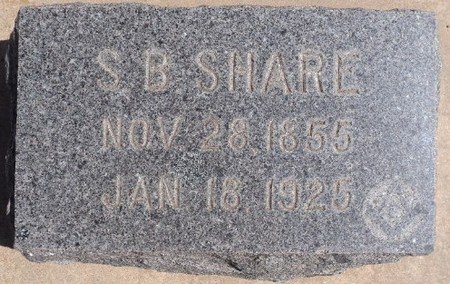 S.B. SHARE
NOV. 28, 1855
JAN. 18, 1925